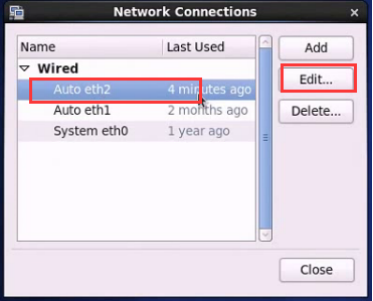 Network Connections
Name Last Used
Add
Wired
Edit...
Auto eth2 4 minutes ago
Auto eth1 2 months ago
Delete...
System eth0 1 year ago
Close